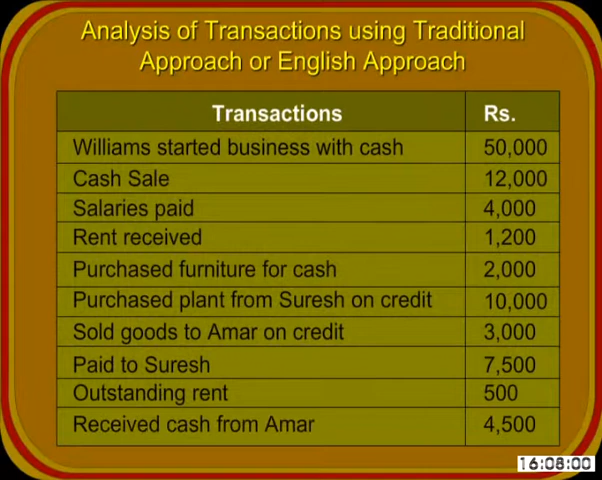 Analysis of Transactions using Traditional
Approach or English Approach
Transactions Rs.
Williams started business with cash 50,000
Cash Sale 12,000
Salaries paid 4,000
Rent received 1,200
Purchased furniture for cash 2,000
Purchased plant from Suresh on credit 10,000
Sold goods to Amar on credit 3,000
Paid to Suresh 7,500
Outstanding rent 500
Received cash from Amar 4,500
16:08:00